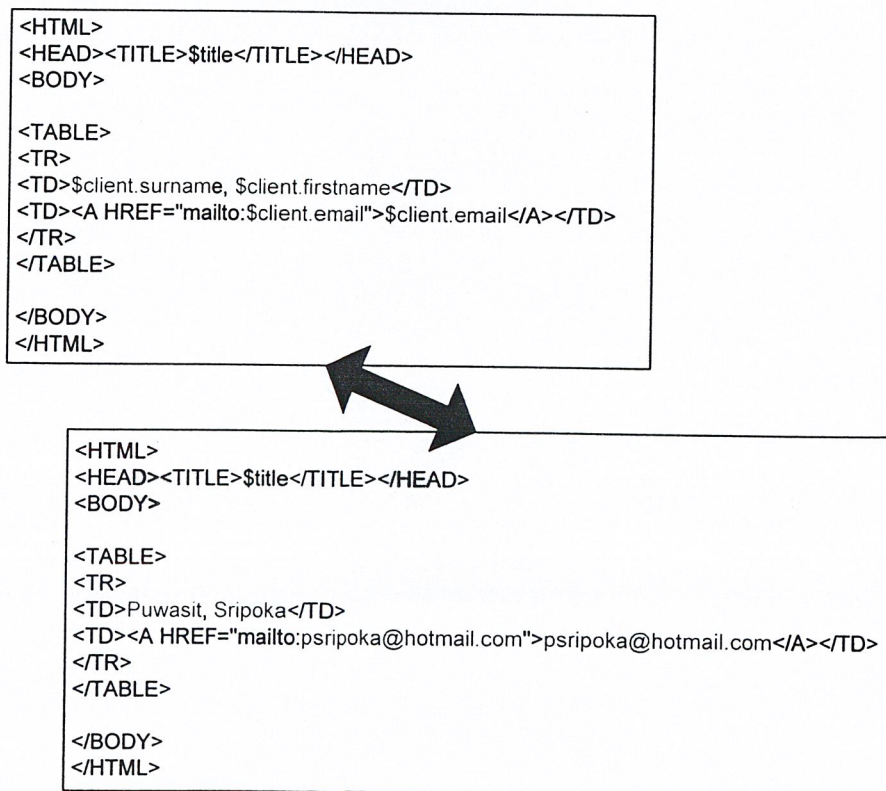 <HTML>
<HEAD><TITLE>$title</TITLE></HEAD>
<BODY>
<TABLE>
<TR>
<TD>$client.surname, $client.firstname</TD>
<TD><A HREF="mailto:$client.email">$client.email</A></TD>
</TR>
</TABLE>
</BODY>
</HTML>
<HTML>
<HEAD><TITLE>$title</TITLE></HEAD>
<BODY>
<TABLE>
<TR>
<TD>Puwasit, Sripoka</TD>
<TD><A HREF="mailto:psripoka@hotmail.com">psripoka@hotmail.com</A></TD>
</TR>
</TABLE>
</BODY>
</HTML>